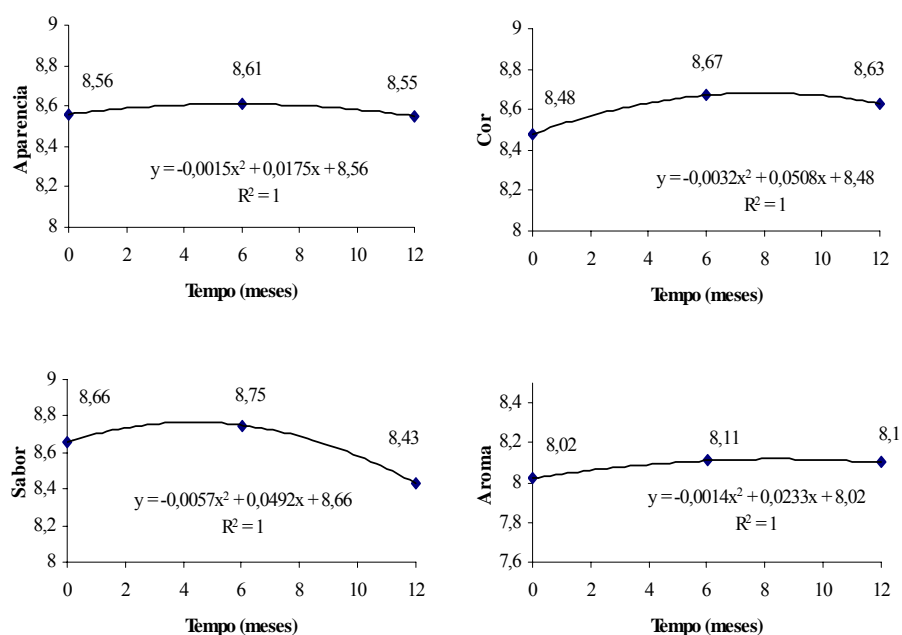 9
8,8
8,6
8,4
8,2
8
Aparencia
8,56
8,61
8,55
y = -0,0015x² + 0,0175x + 8,56
R² = 1
0 2 4 6 8 10 12
Tempo (meses)
9
8,8
8,6
8,4
8,2
8
Cor
8,48
8,67
8,63
y = -0,0032x² + 0,0508x + 8,48
R² = 1
0 2 4 6 8 10 12
Tempo (meses)
9
8,8
8,6
8,4
8,2
8
Sabor
8,66
8,75
8,43
y = -0,0057x² + 0,0492x + 8,66
R² = 1
0 2 4 6 8 10 12
Tempo (meses)
8,4
8,2
8
7,8
7,6
Aroma
8,02
8,11
8,1
y = -0,0014x² + 0,0233x + 8,02
R² = 1
0 2 4 6 8 10 12
Tempo (meses)